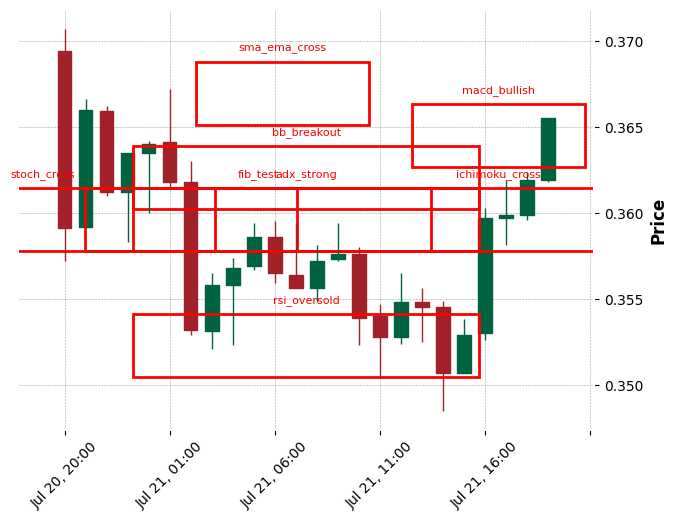 sma_ema_cross
macd_bullish
bb_breakout
stoch_cross
fib_test
adx_strong
ichimoku_cross
rsi_oversold
0.370
0.365
0.360
0.355
0.350
Price
Jul 20, 20:00
Jul 21, 01:00
Jul 21, 06:00
Jul 21, 11:00
Jul 21, 16:00